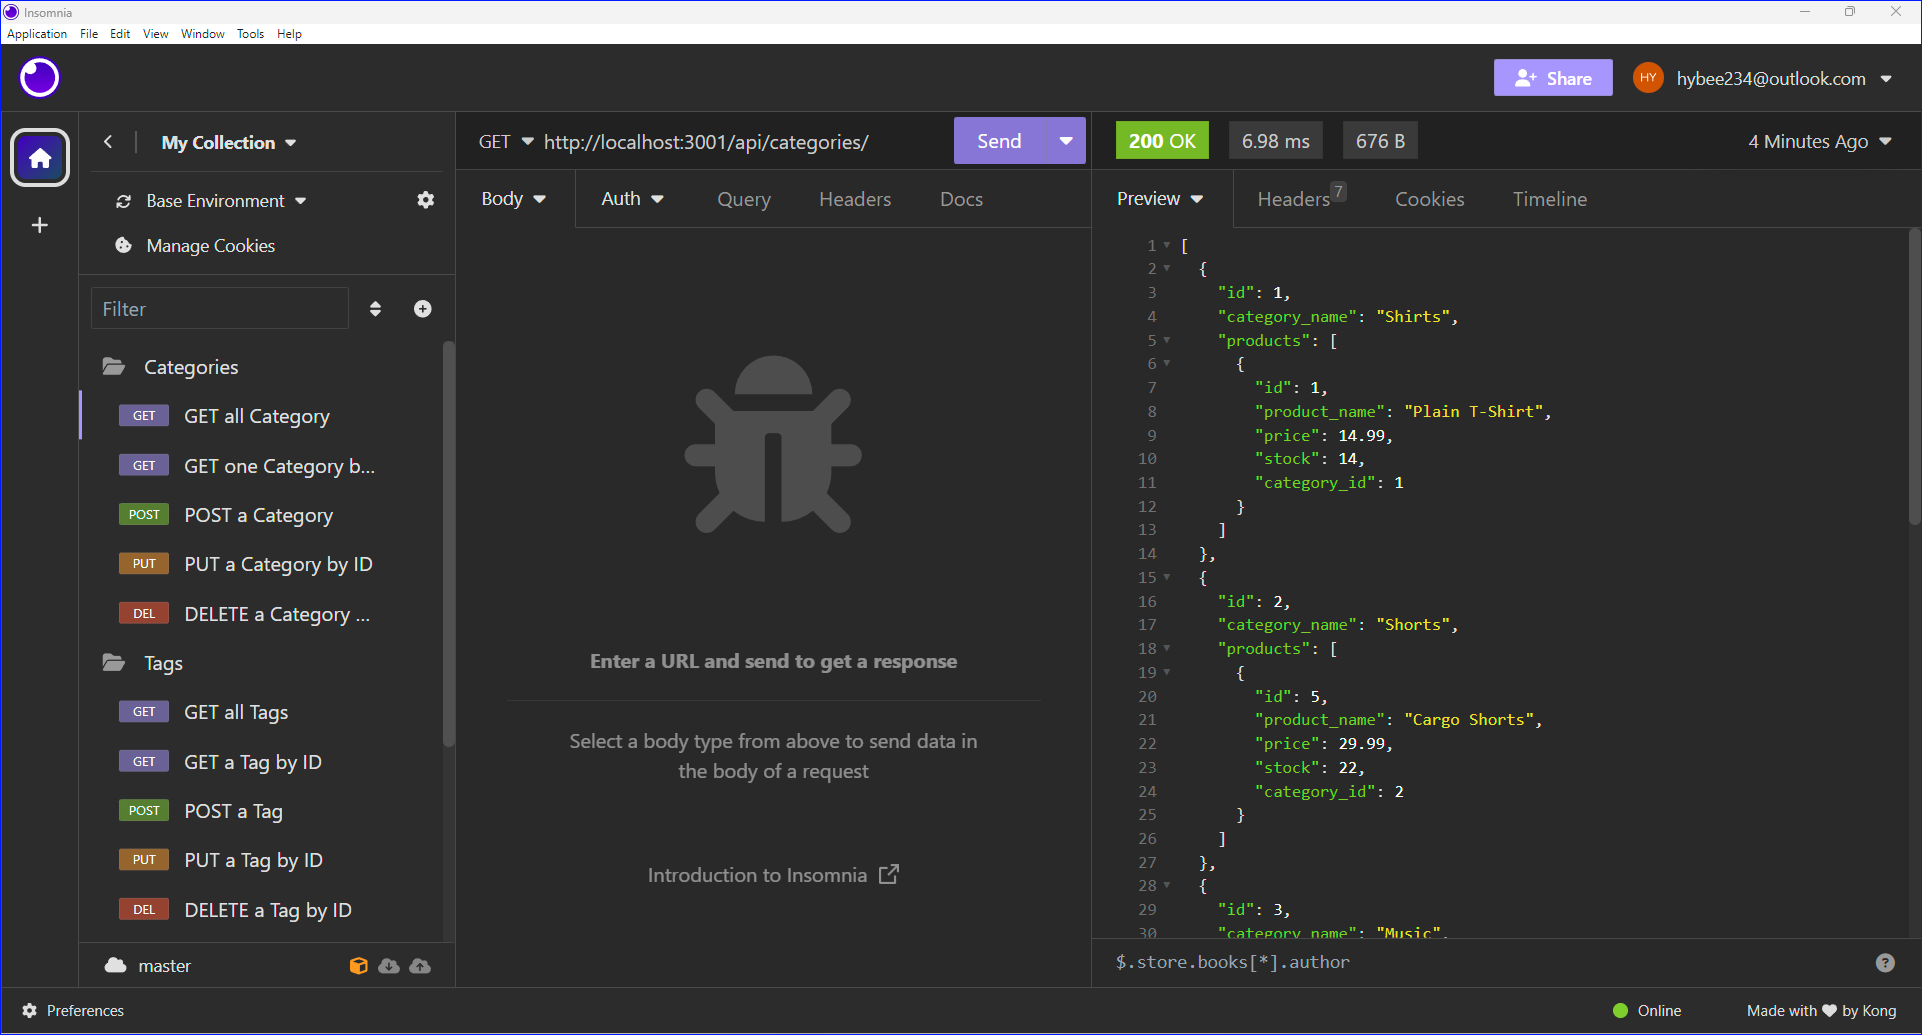 Insomnia
Application File Edit View Window Tools Help
Share HY hybee234@outlook.com
My Collection
Base Environment
Manage Cookies
Filter
Categories
GET GET all Category
GET GET one Category b...
POST POST a Category
PUT PUT a Category by ID
DEL DELETE a Category ...
Tags
GET GET all Tags
GET GET a Tag by ID
POST POST a Tag
PUT PUT a Tag by ID
DEL DELETE a Tag by ID
master
GET http://localhost:3001/api/categories/ Send
Body Auth Query Headers Docs
Enter a URL and send to get a response
Select a body type from above to send data in
the body of a request
Introduction to Insomnia
200 OK 6.98 ms 676 B 4 Minutes Ago
Preview Headers 7 Cookies Timeline
1 [
2 {
3 "id": 1,
4 "category_name": "Shirts",
5 "products": [
6 {
7 "id": 1,
8 "product_name": "Plain T-Shirt",
9 "price": 14.99,
10 "stock": 14,
11 "category_id": 1
12 }
13 ]
14 },
15 {
16 "id": 2,
17 "category_name": "Shorts",
18 "products": [
19 {
20 "id": 5,
21 "product_name": "Cargo Shorts",
22 "price": 29.99,
23 "stock": 22,
24 "category_id": 2
25 }
26 ]
27 },
28 {
29 "id": 3,
30 "category_name": "Music",
$.store.books[*].author ?
Preferences
Online
Made with ♥ by Kong